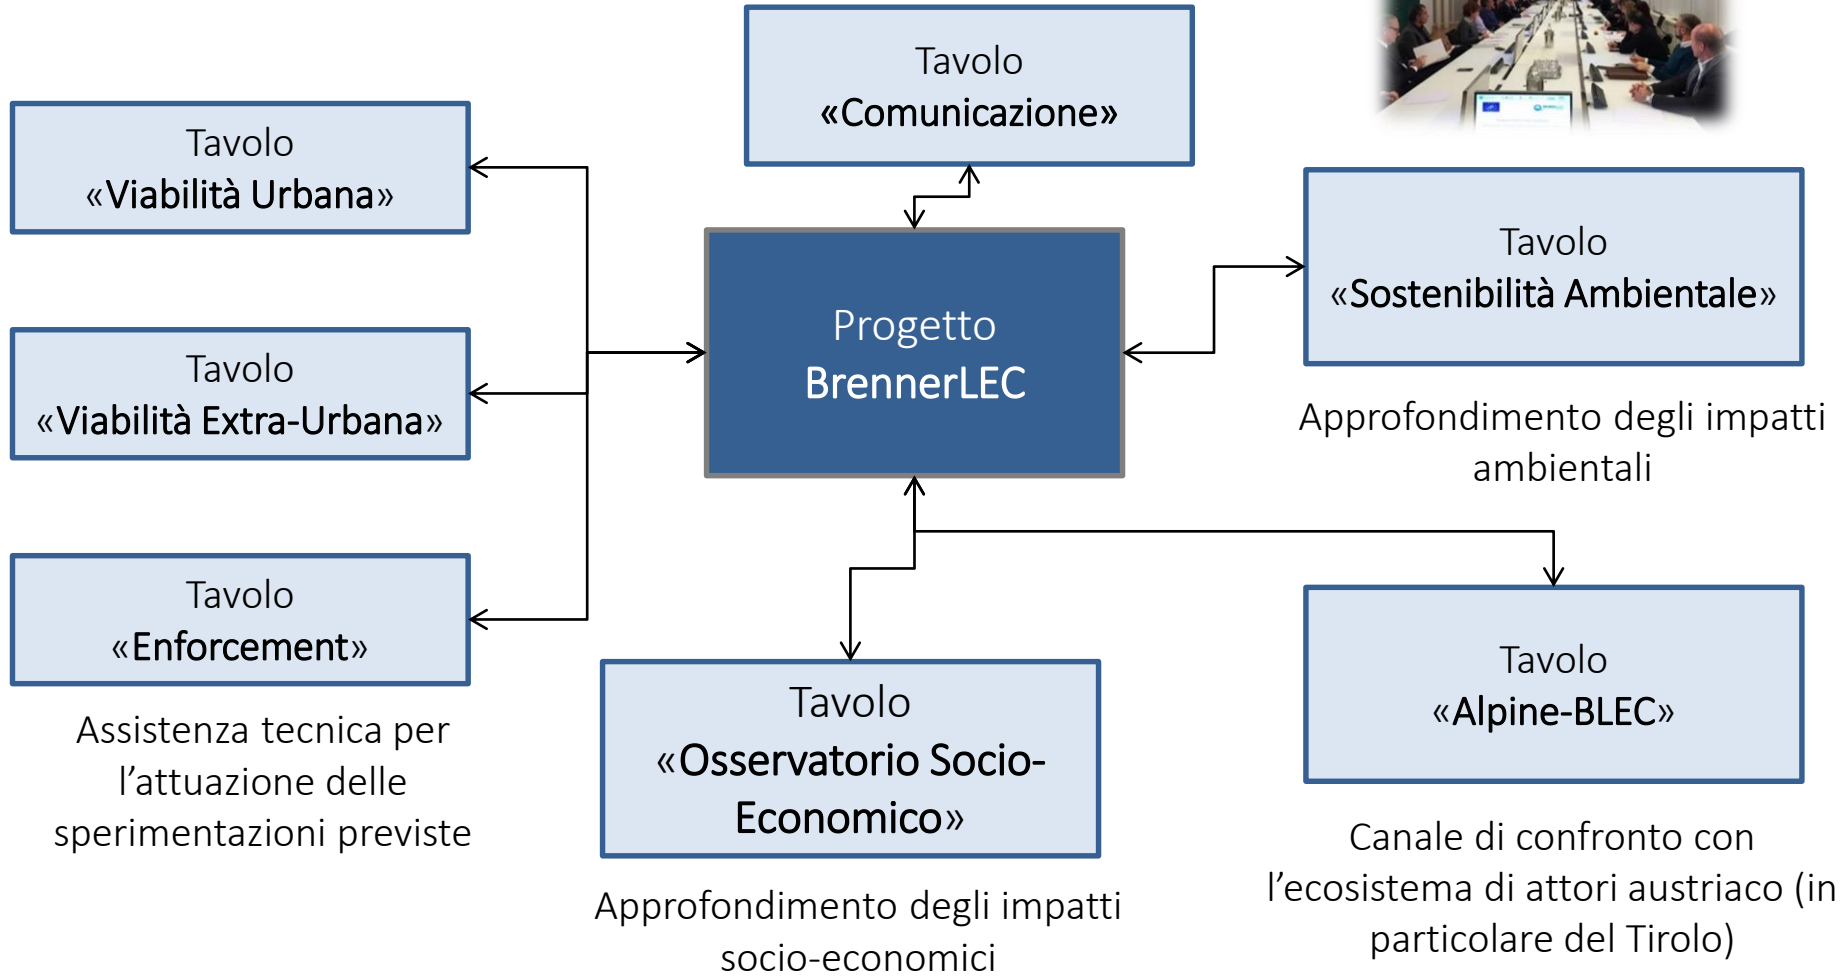 Tavolo
«Comunicazione»
Tavolo
«Viabilità Urbana»
Tavolo
«Sostenibilità Ambientale»
Approfondimento degli impatti
ambientali
Progetto
BrennerLEC
Tavolo
«Viabilità Extra-Urbana»
Tavolo
«Enforcement»
Assistenza tecnica per
l’attuazione delle
sperimentazioni previste
Tavolo
«Osservatorio Socio-
Economico»
Approfondimento degli impatti
socio-economici
Tavolo
«Alpine-BLEC»
Canale di confronto con
l’ecosistema di attori austriaco (in
particolare del Tirolo)